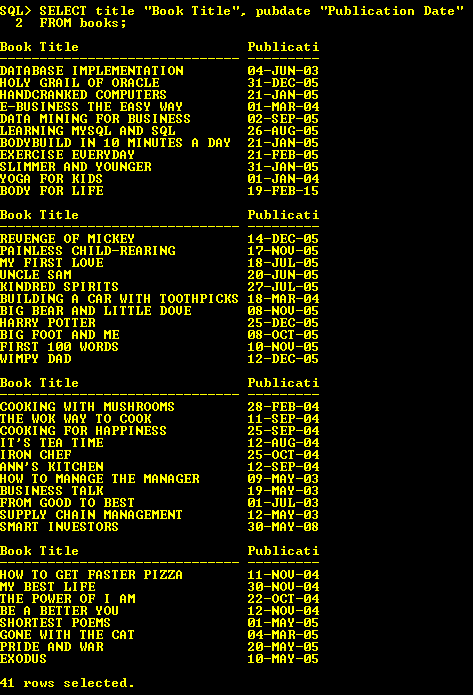 SQL> SELECT title "Book Title", pubdate "Publication Date"
  2  FROM books;
Book Title                     Publicati
------------------------------ ---------
DATABASE IMPLEMENTATION        04-JUN-03
HOLY GRAIL OF ORACLE           31-DEC-05
HANDCRANKED COMPUTERS          21-JAN-05
E-BUSINESS THE EASY WAY        01-MAR-04
DATA MINING FOR BUSINESS       02-SEP-05
LEARNING MYSQL AND SQL         26-AUG-05
BODYBUILD IN 10 MINUTES A DAY  21-JAN-05
EXERCISE EVERYDAY              21-FEB-05
SLIMMER AND YOUNGER            31-JAN-05
YOGA FOR KIDS                  01-JAN-04
BODY FOR LIFE                  19-FEB-15
Book Title                     Publicati
------------------------------ ---------
REVENGE OF MICKEY              14-DEC-05
PAINLESS CHILD-REARING         17-NOV-05
MY FIRST LOVE                  18-JUL-05
UNCLE SAM                      20-JUN-05
KINDRED SPIRITS                27-JUL-05
BUILDING A CAR WITH TOOTHPICKS 18-MAR-04
BIG BEAR AND LITTLE DOVE       08-NOV-05
HARRY POTTER                   25-DEC-05
BIG FOOT AND ME                08-OCT-05
FIRST 100 WORDS                10-NOV-05
WIMPY DAD                      12-DEC-05
Book Title                     Publicati
------------------------------ ---------
COOKING WITH MUSHROOMS         28-FEB-04
THE WOK WAY TO COOK            11-SEP-04
COOKING FOR HAPPINESS          25-SEP-04
IT'S TEA TIME                  12-AUG-04
IRON CHEF                      25-OCT-04
ANN'S KITCHEN                  12-SEP-04
HOW TO MANAGE THE MANAGER      09-MAY-03
BUSINESS TALK                  19-MAY-03
FROM GOOD TO BEST              01-JUL-03
SUPPLY CHAIN MANAGEMENT        12-MAY-03
SMART INVESTORS                30-MAY-08
Book Title                     Publicati
------------------------------ ---------
HOW TO GET FASTER PIZZA        11-NOV-04
MY BEST LIFE                   30-NOV-04
THE POWER OF I AM              22-OCT-04
BE A BETTER YOU                12-NOV-04
SHORTEST POEMS                 01-MAY-05
GONE WITH THE CAT              04-MAR-05
PRIDE AND WAR                  20-MAY-05
EXODUS                         10-MAY-05
41 rows selected.